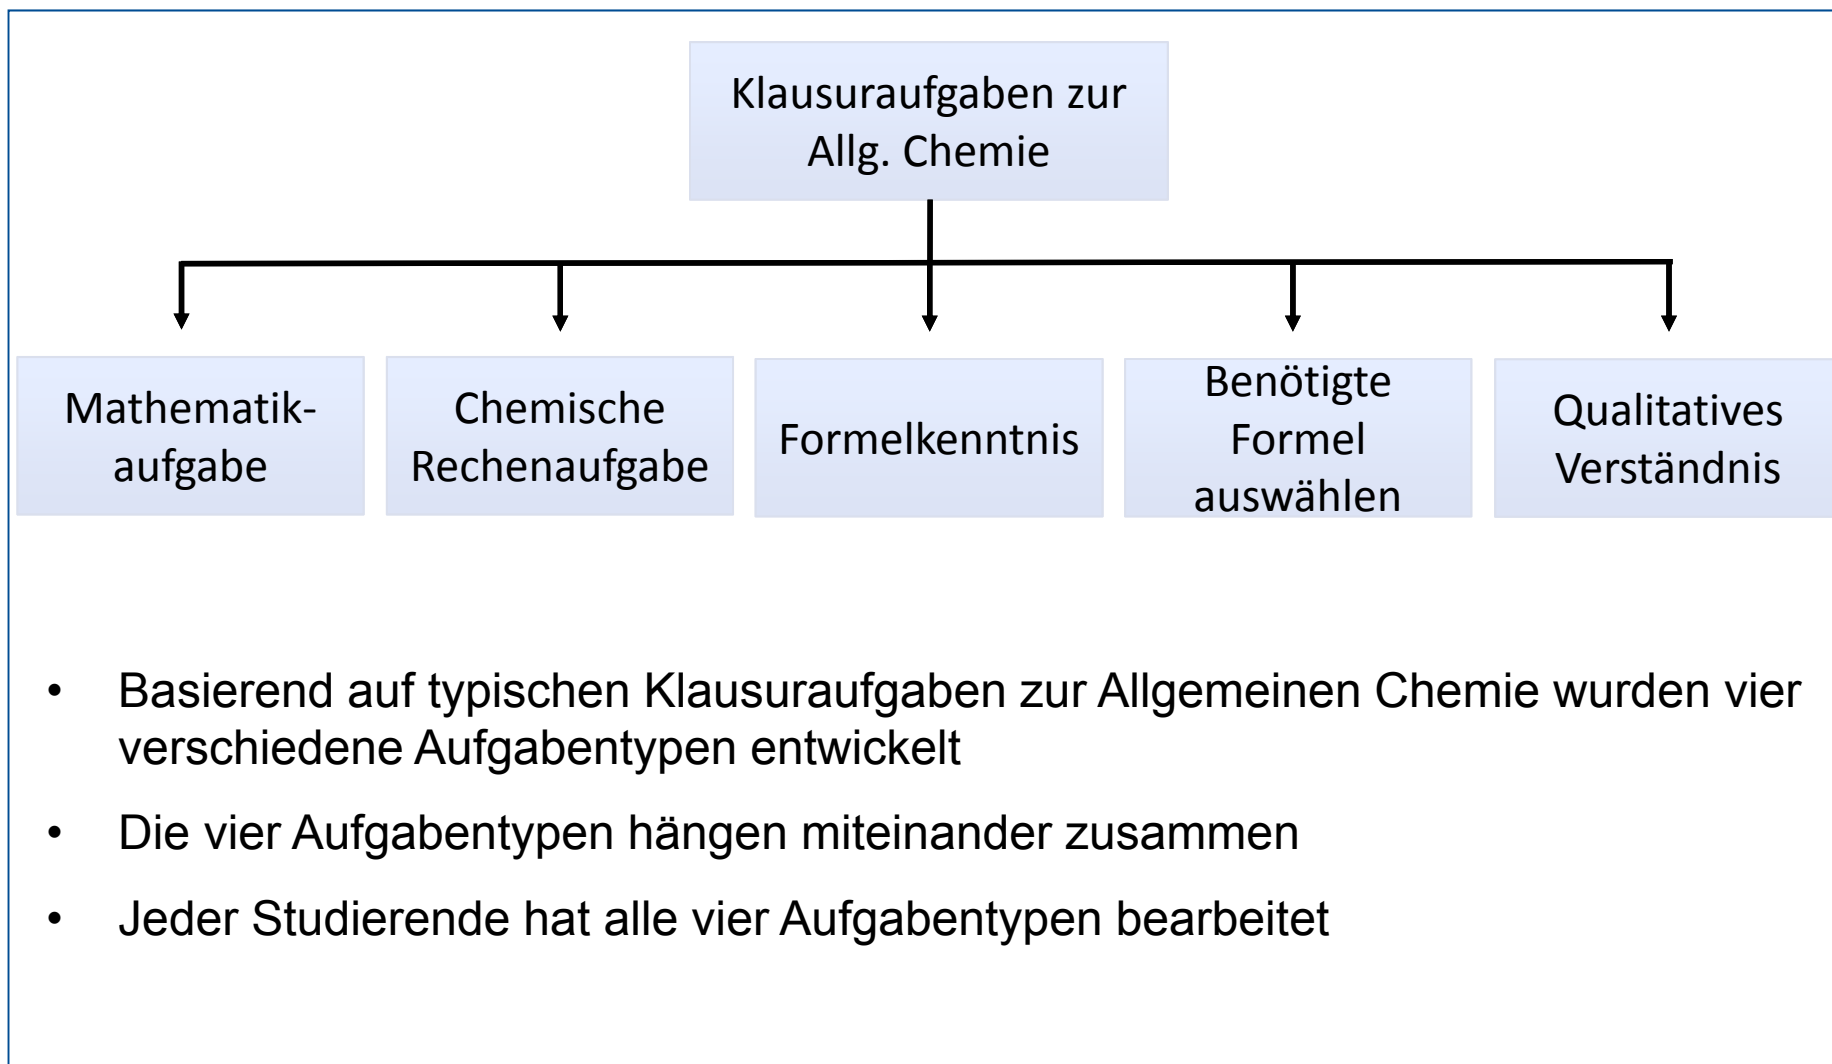 Klausuraufgaben zur
Allg. Chemie
Mathematik-
aufgabe
Chemische
Rechenaufgabe
Formelkenntnis
Benötigte
Formel
auswählen
Qualitatives
Verständnis
• Basierend auf typischen Klausuraufgaben zur Allgemeinen Chemie wurden vier
verschiedene Aufgabentypen entwickelt
• Die vier Aufgabentypen hängen miteinander zusammen
• Jeder Studierende hat alle vier Aufgabentypen bearbeitet